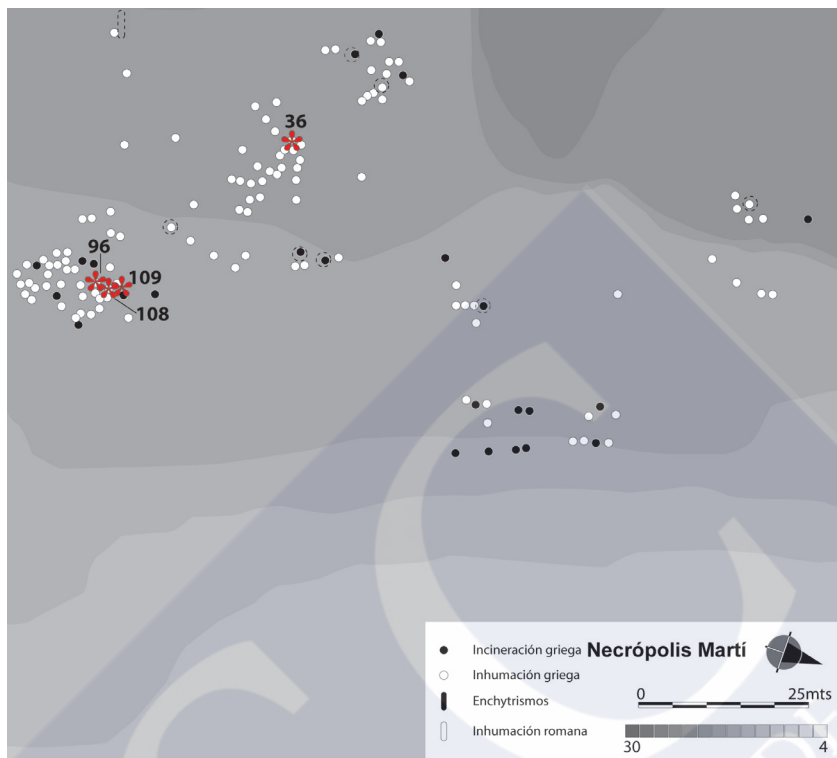 36
96
109
108
Necrópolis Martí
Incineración griega
Inhumación griega
Enchytrismos
Inhumación romana
0 25mts
30 4